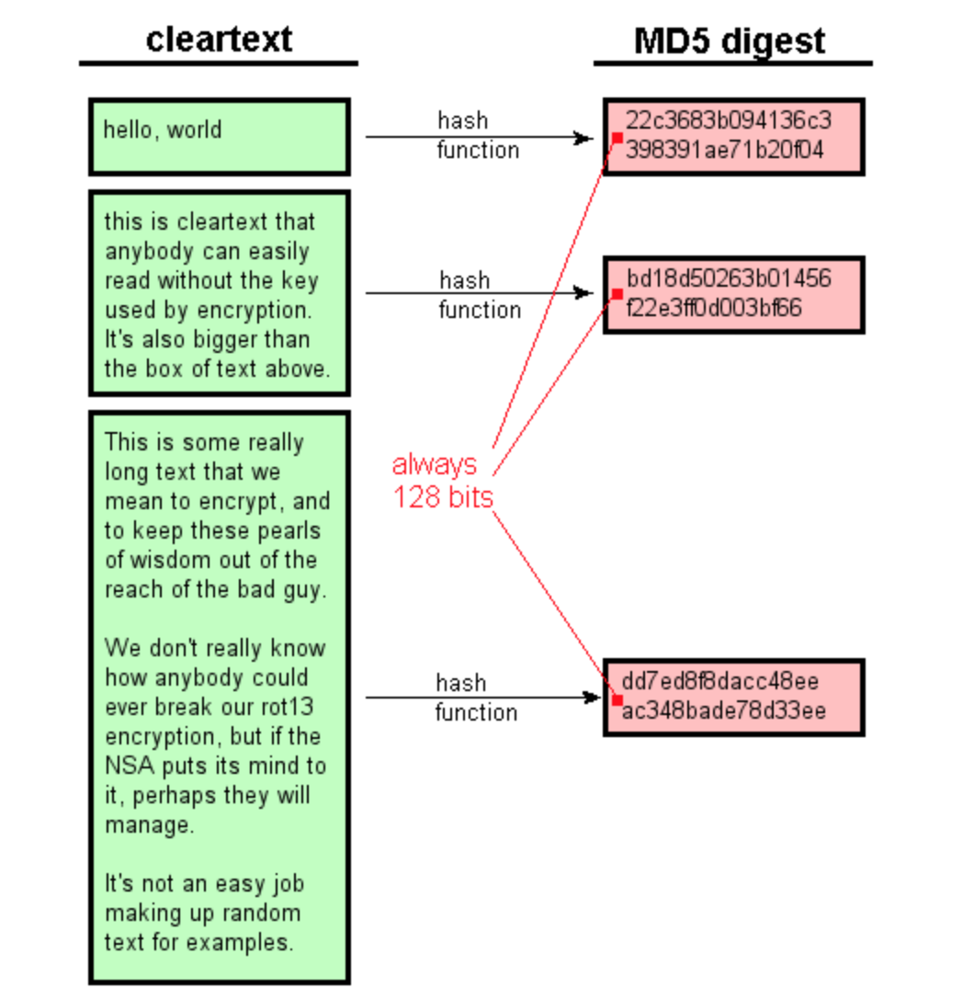 cleartext
MD5 digest
hello, world
hash
function
22c3683b094136c3
398391ae71b20f04
this is cleartext that
anybody can easily
read without the key
used by encryption.
It's also bigger than
the box of text above.
hash
function
bd18d50263b01456
f22e3ff0d003bf66
always
128 bits
This is some really
long text that we
mean to encrypt, and
to keep these pearls
of wisdom out of the
reach of the bad guy.
We don't really know
how anybody could
ever break our rot13
encryption, but if the
NSA puts its mind to
it, perhaps they will
manage.
It's not an easy job
making up random
text for examples.
hash
function
dd7ed8f8dacc48ee
ac348bade78d33ee